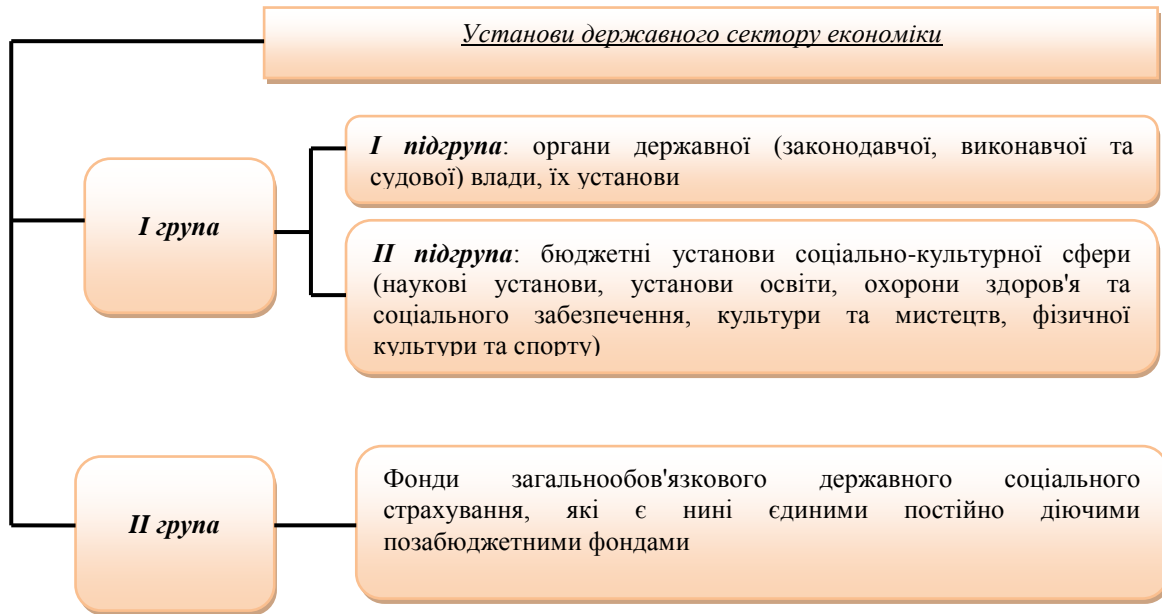 Установи державного сектору економіки
І підгрупа: органи державної (законодавчої, виконавчої та
судової) влади, їх установи
І група
ІІ підгрупа: бюджетні установи соціально-культурної сфери
(наукові установи, установи освіти, охорони здоров'я та
соціального забезпечення, культури та мистецтв, фізичної
культури та спорту)
ІІ група
Фонди загальнообов'язкового державного соціального
страхування, які є нині єдиними постійно діючими
позабюджетними фондами